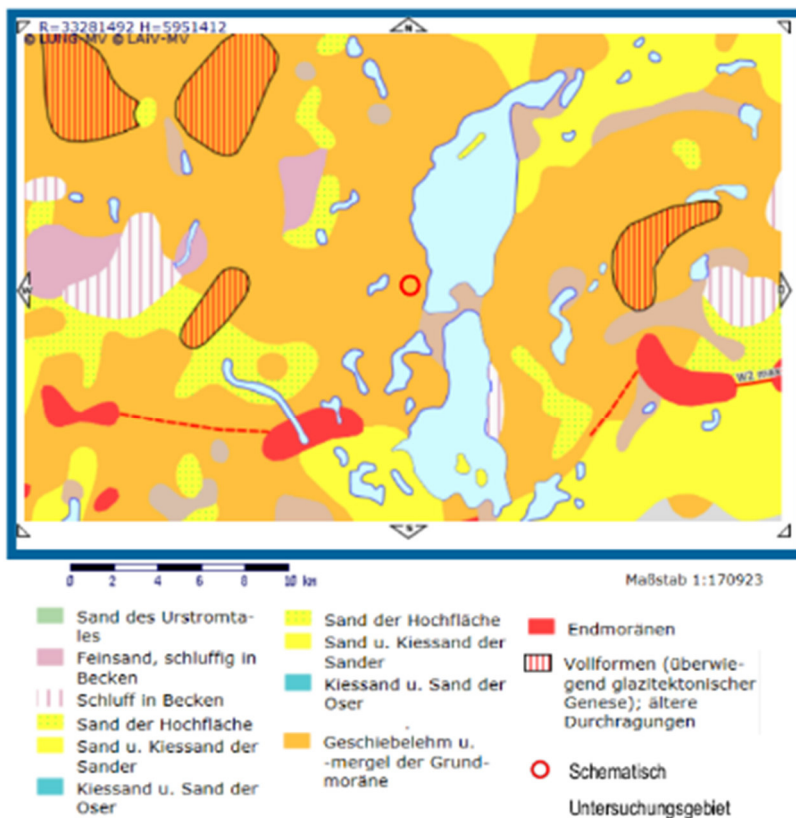 R=33281492 H=5951412
© LUNG-MV © LAIV-MV
N
W
O
W2 max
S
0 2 4 6 8 10 km
Maßstab 1:170923
Sand des Urstromta-
les
Feinsand, schluffig in
Becken
Schluff in Becken
Sand der Hochfläche
Sand u. Kiessand der
Sander
Kiessand u. Sand der
Oser
Sand der Hochfläche
Sand u. Kiessand der
Sander
Kiessand u. Sand der
Oser
Geschiebelehm u.
-mergel der Grund-
moräne
Endmoränen
Vollformen (überwie-
gend glazitektonischer
Genese); ältere
Durchragungen
Schematisch
Untersuchungsgebiet